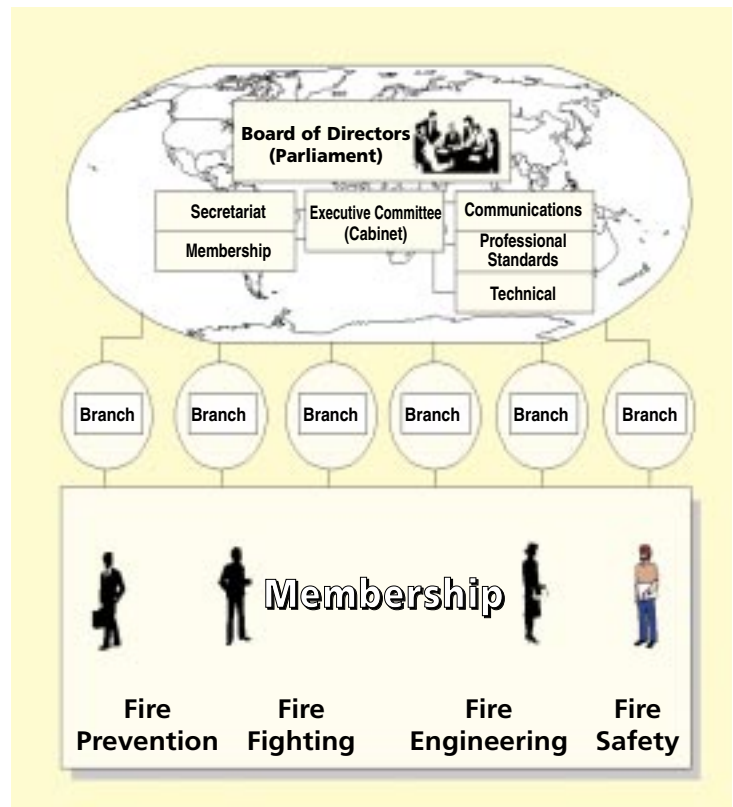 Board of Directors
(Parliament)
Secretariat
Membership
Executive Committee
(Cabinet)
Communications
Professional
Standards
Technical
Branch
Branch
Branch
Branch
Branch
Branch
Membership
Fire
Prevention
Fire
Fighting
Fire
Engineering
Fire
Safety